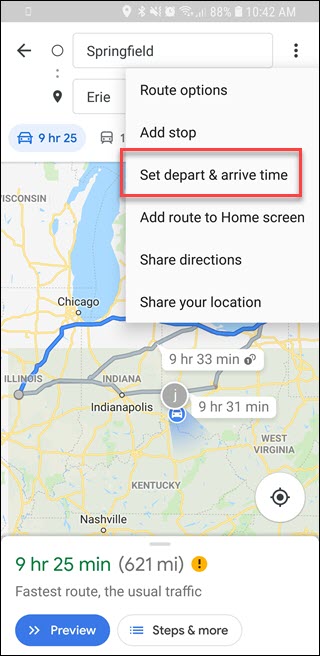 88% 10:42 AM
Springfield
Erie
9 hr 25
1
Route options
Add stop
Set depart & arrive time
Add route to Home screen
Share directions
Share your location
WISCONSIN
Chicago
9 hr 33 min
ILLINOIS
INDIANA
Indianapolis
j
9 hr 31 min
WEST
VIRGINIA
KENTUCKY
Nashville
9 hr 25 min (621 mi)
Fastest route, the usual traffic
Preview
Steps & more